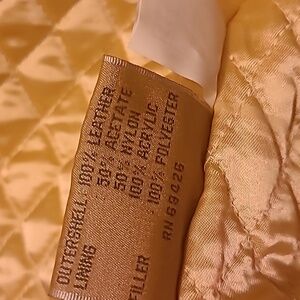 OUTERSHELL : 100% LEATHER
LINING : 50% ACETATE
50% NYLON
100% ACRYLIC
FILLER : 100% POLYESTER
RN 69426